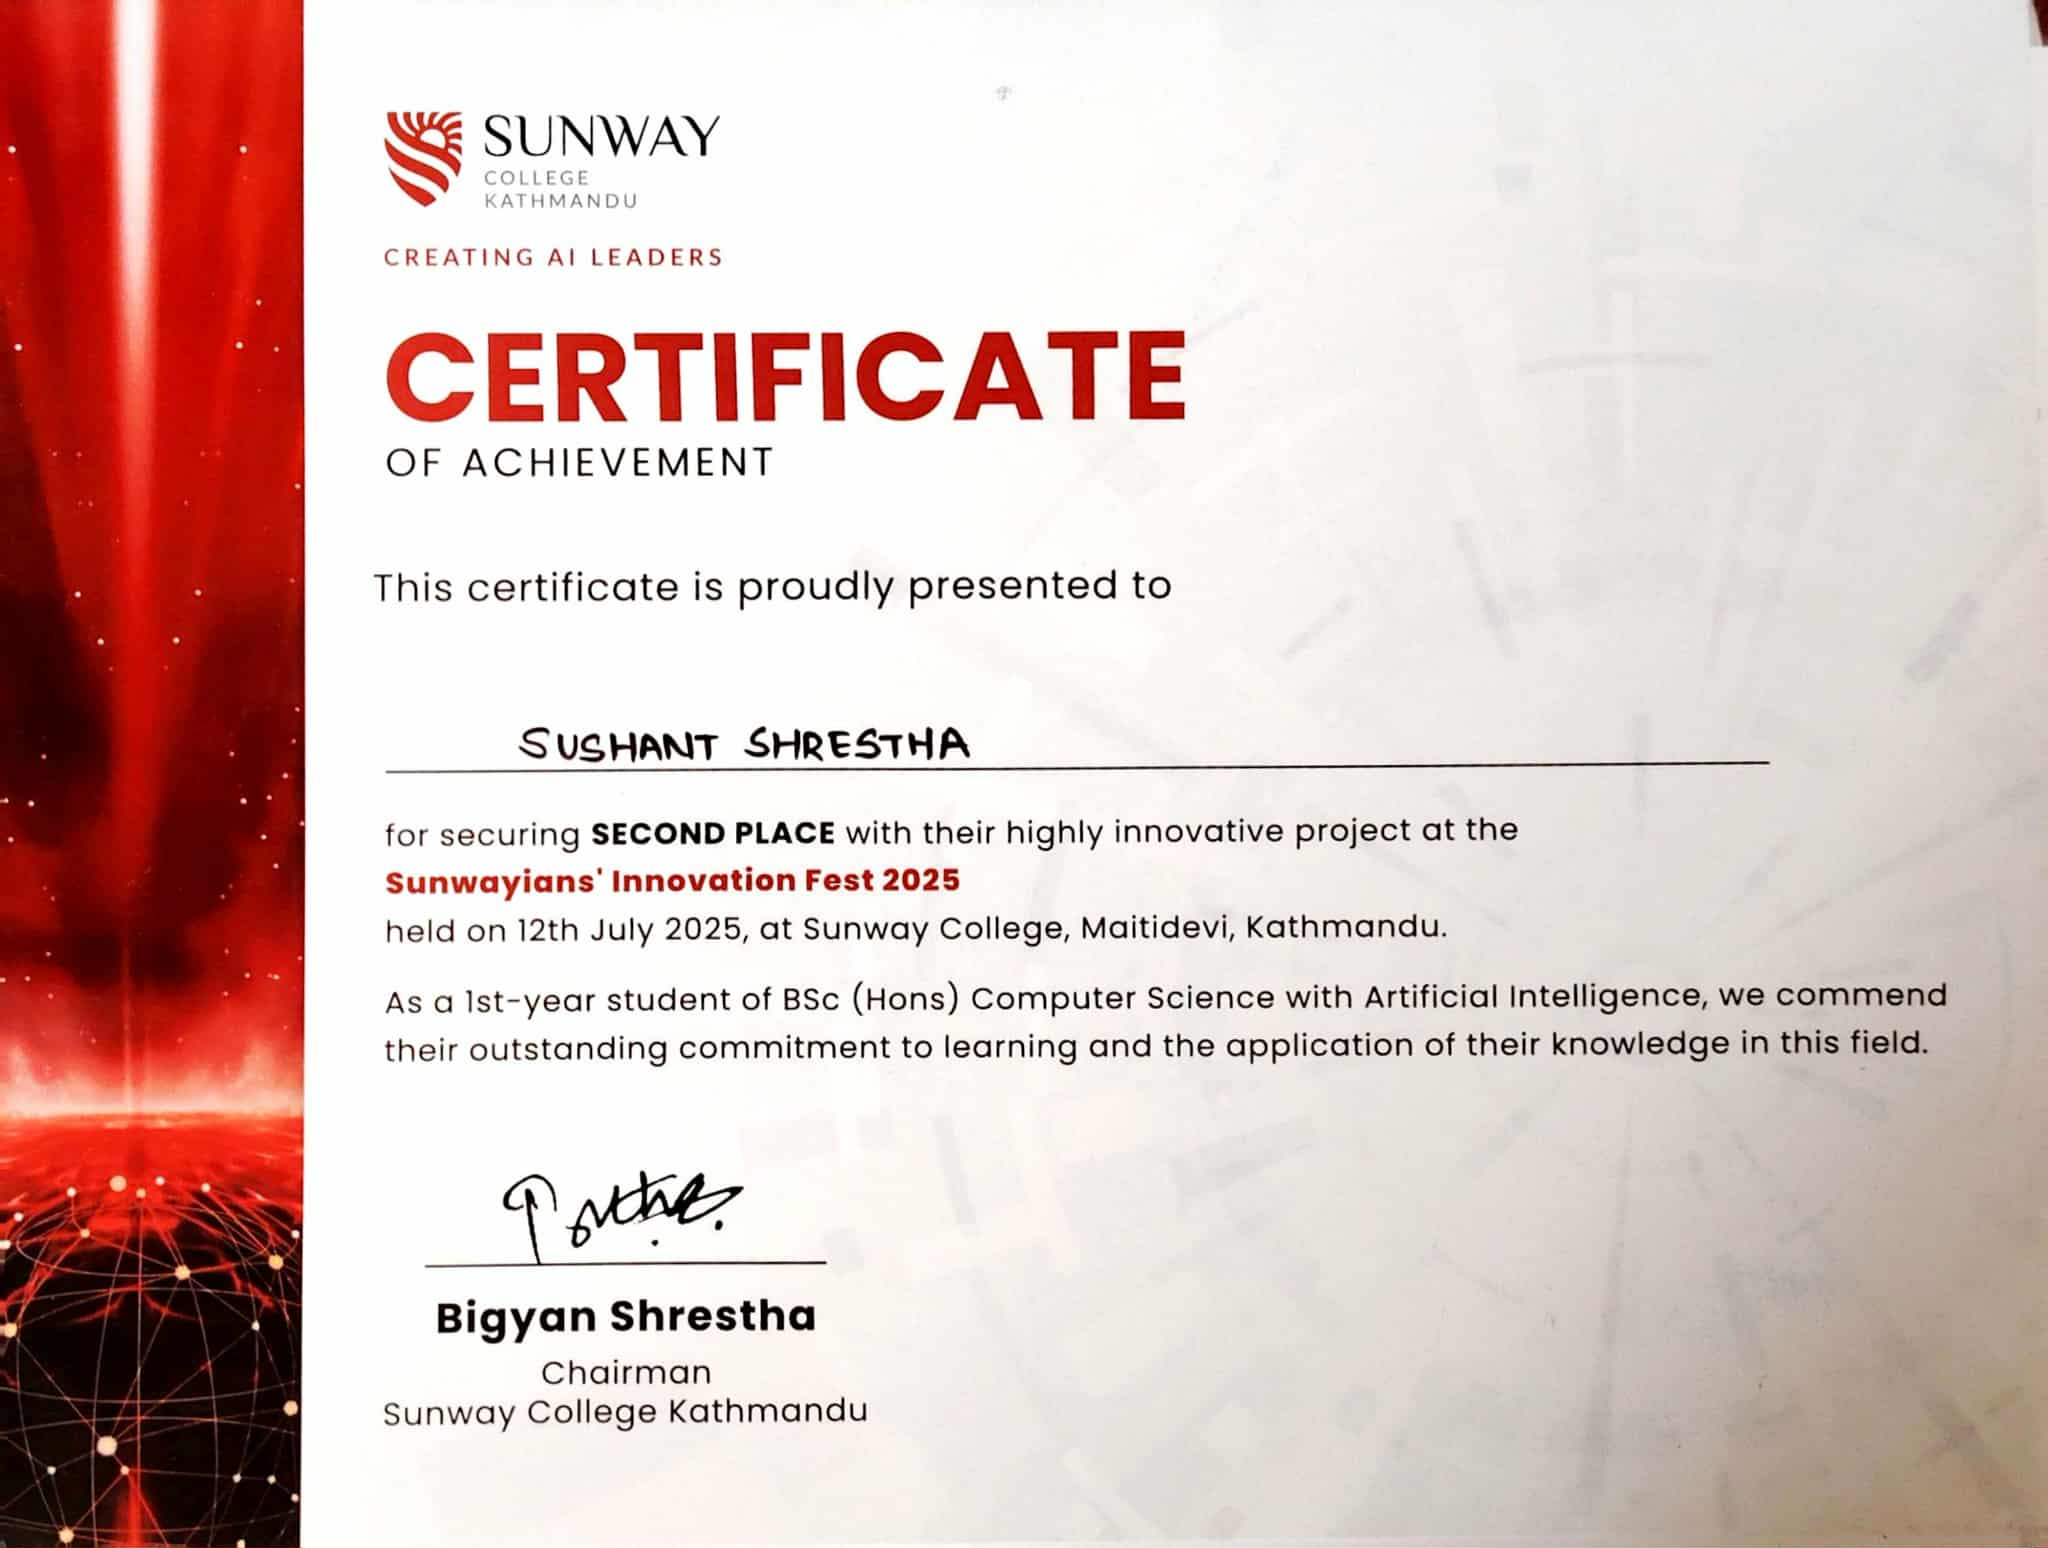 SUNWAY
COLLEGE
KATHMANDU
CREATING AI LEADERS
CERTIFICATE
OF ACHIEVEMENT
This certificate is proudly presented to
SUSHANT SHRESTHA
for securing SECOND PLACE with their highly innovative project at the
Sunwayians' Innovation Fest 2025
held on 12th July 2025, at Sunway College, Maitidevi, Kathmandu.
As a 1st-year student of BSc (Hons) Computer Science with Artificial Intelligence, we commend
their outstanding commitment to learning and the application of their knowledge in this field.
Bigyan Shrestha
Chairman
Sunway College Kathmandu